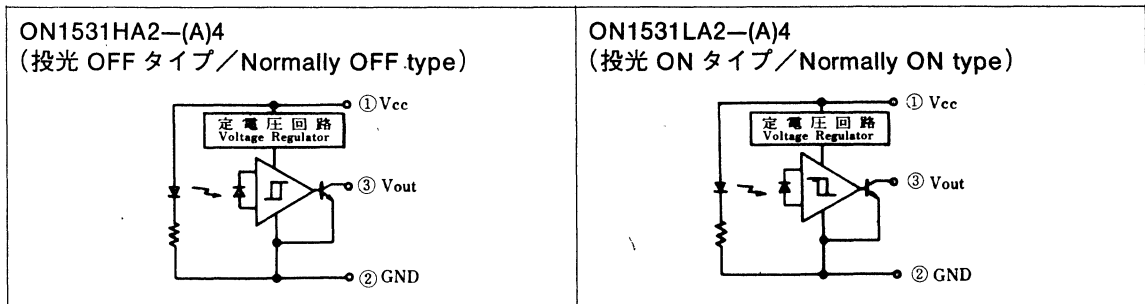 ON1531HA2—(A)4
(投光 OFF タイプ/Normally OFF type)
①Vcc
定電圧回路
Voltage Regulator
③ Vout
②GND
ON1531LA2—(A)4
(投光 ON タイプ/Normally ON type)
① Vcc
定電圧回路
Voltage Regulator
③ Vout
② GND